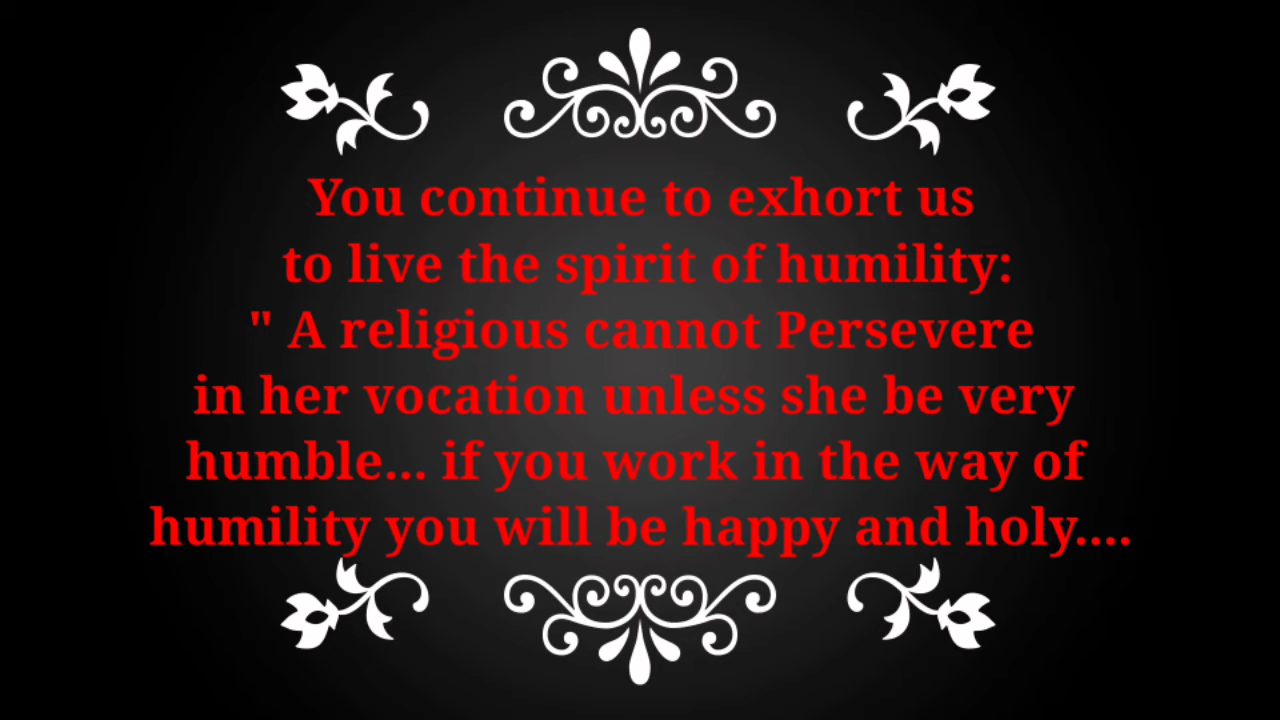 You continue to exhort us
to live the spirit of humility:
" A religious cannot Persevere
in her vocation unless she be very
humble... if you work in the way of
humility you will be happy and holy....